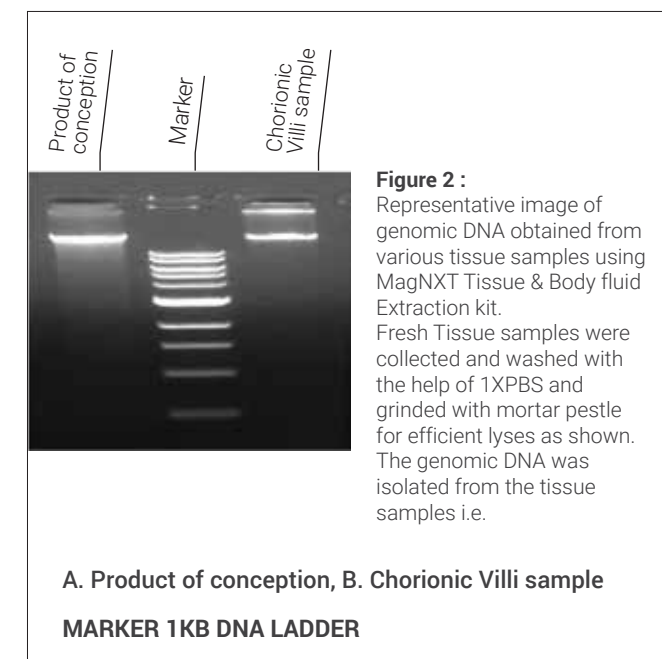 Product of
conception
Marker
Chorionic
Villi sample
Figure 2 :
Representative image of
genomic DNA obtained from
various tissue samples using
MagNXT Tissue & Body fluid
Extraction kit.
Fresh Tissue samples were
collected and washed with
the help of 1XPBS and
grinded with mortar pestle
for efficient lyses as shown.
The genomic DNA was
isolated from the tissue
samples i.e.
A. Product of conception, B. Chorionic Villi sample
MARKER 1KB DNA LADDER